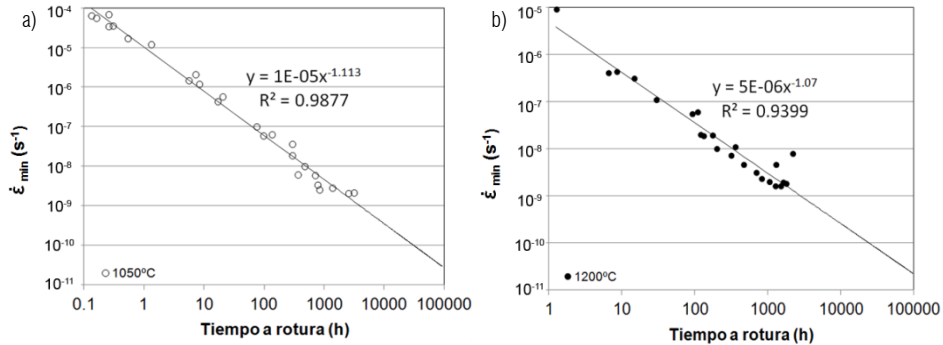 a)
10⁻⁴
10⁻⁵
10⁻⁶
10⁻⁷
10⁻⁸
10⁻⁹
10⁻¹⁰
10⁻¹¹
ε̇ min (s⁻¹)
y = 1E-05x⁻¹·¹¹³
R² = 0.9877
1050ºC
0.1 1 10 100 1000 10000 100000
Tiempo a rotura (h)
b)
10⁻⁵
10⁻⁶
10⁻⁷
10⁻⁸
10⁻⁹
10⁻¹⁰
10⁻¹¹
ε̇ min (s⁻¹)
y = 5E-06x⁻¹·⁰⁷
R² = 0.9399
1200ºC
1 10 100 1000 10000 100000
Tiempo a rotura (h)